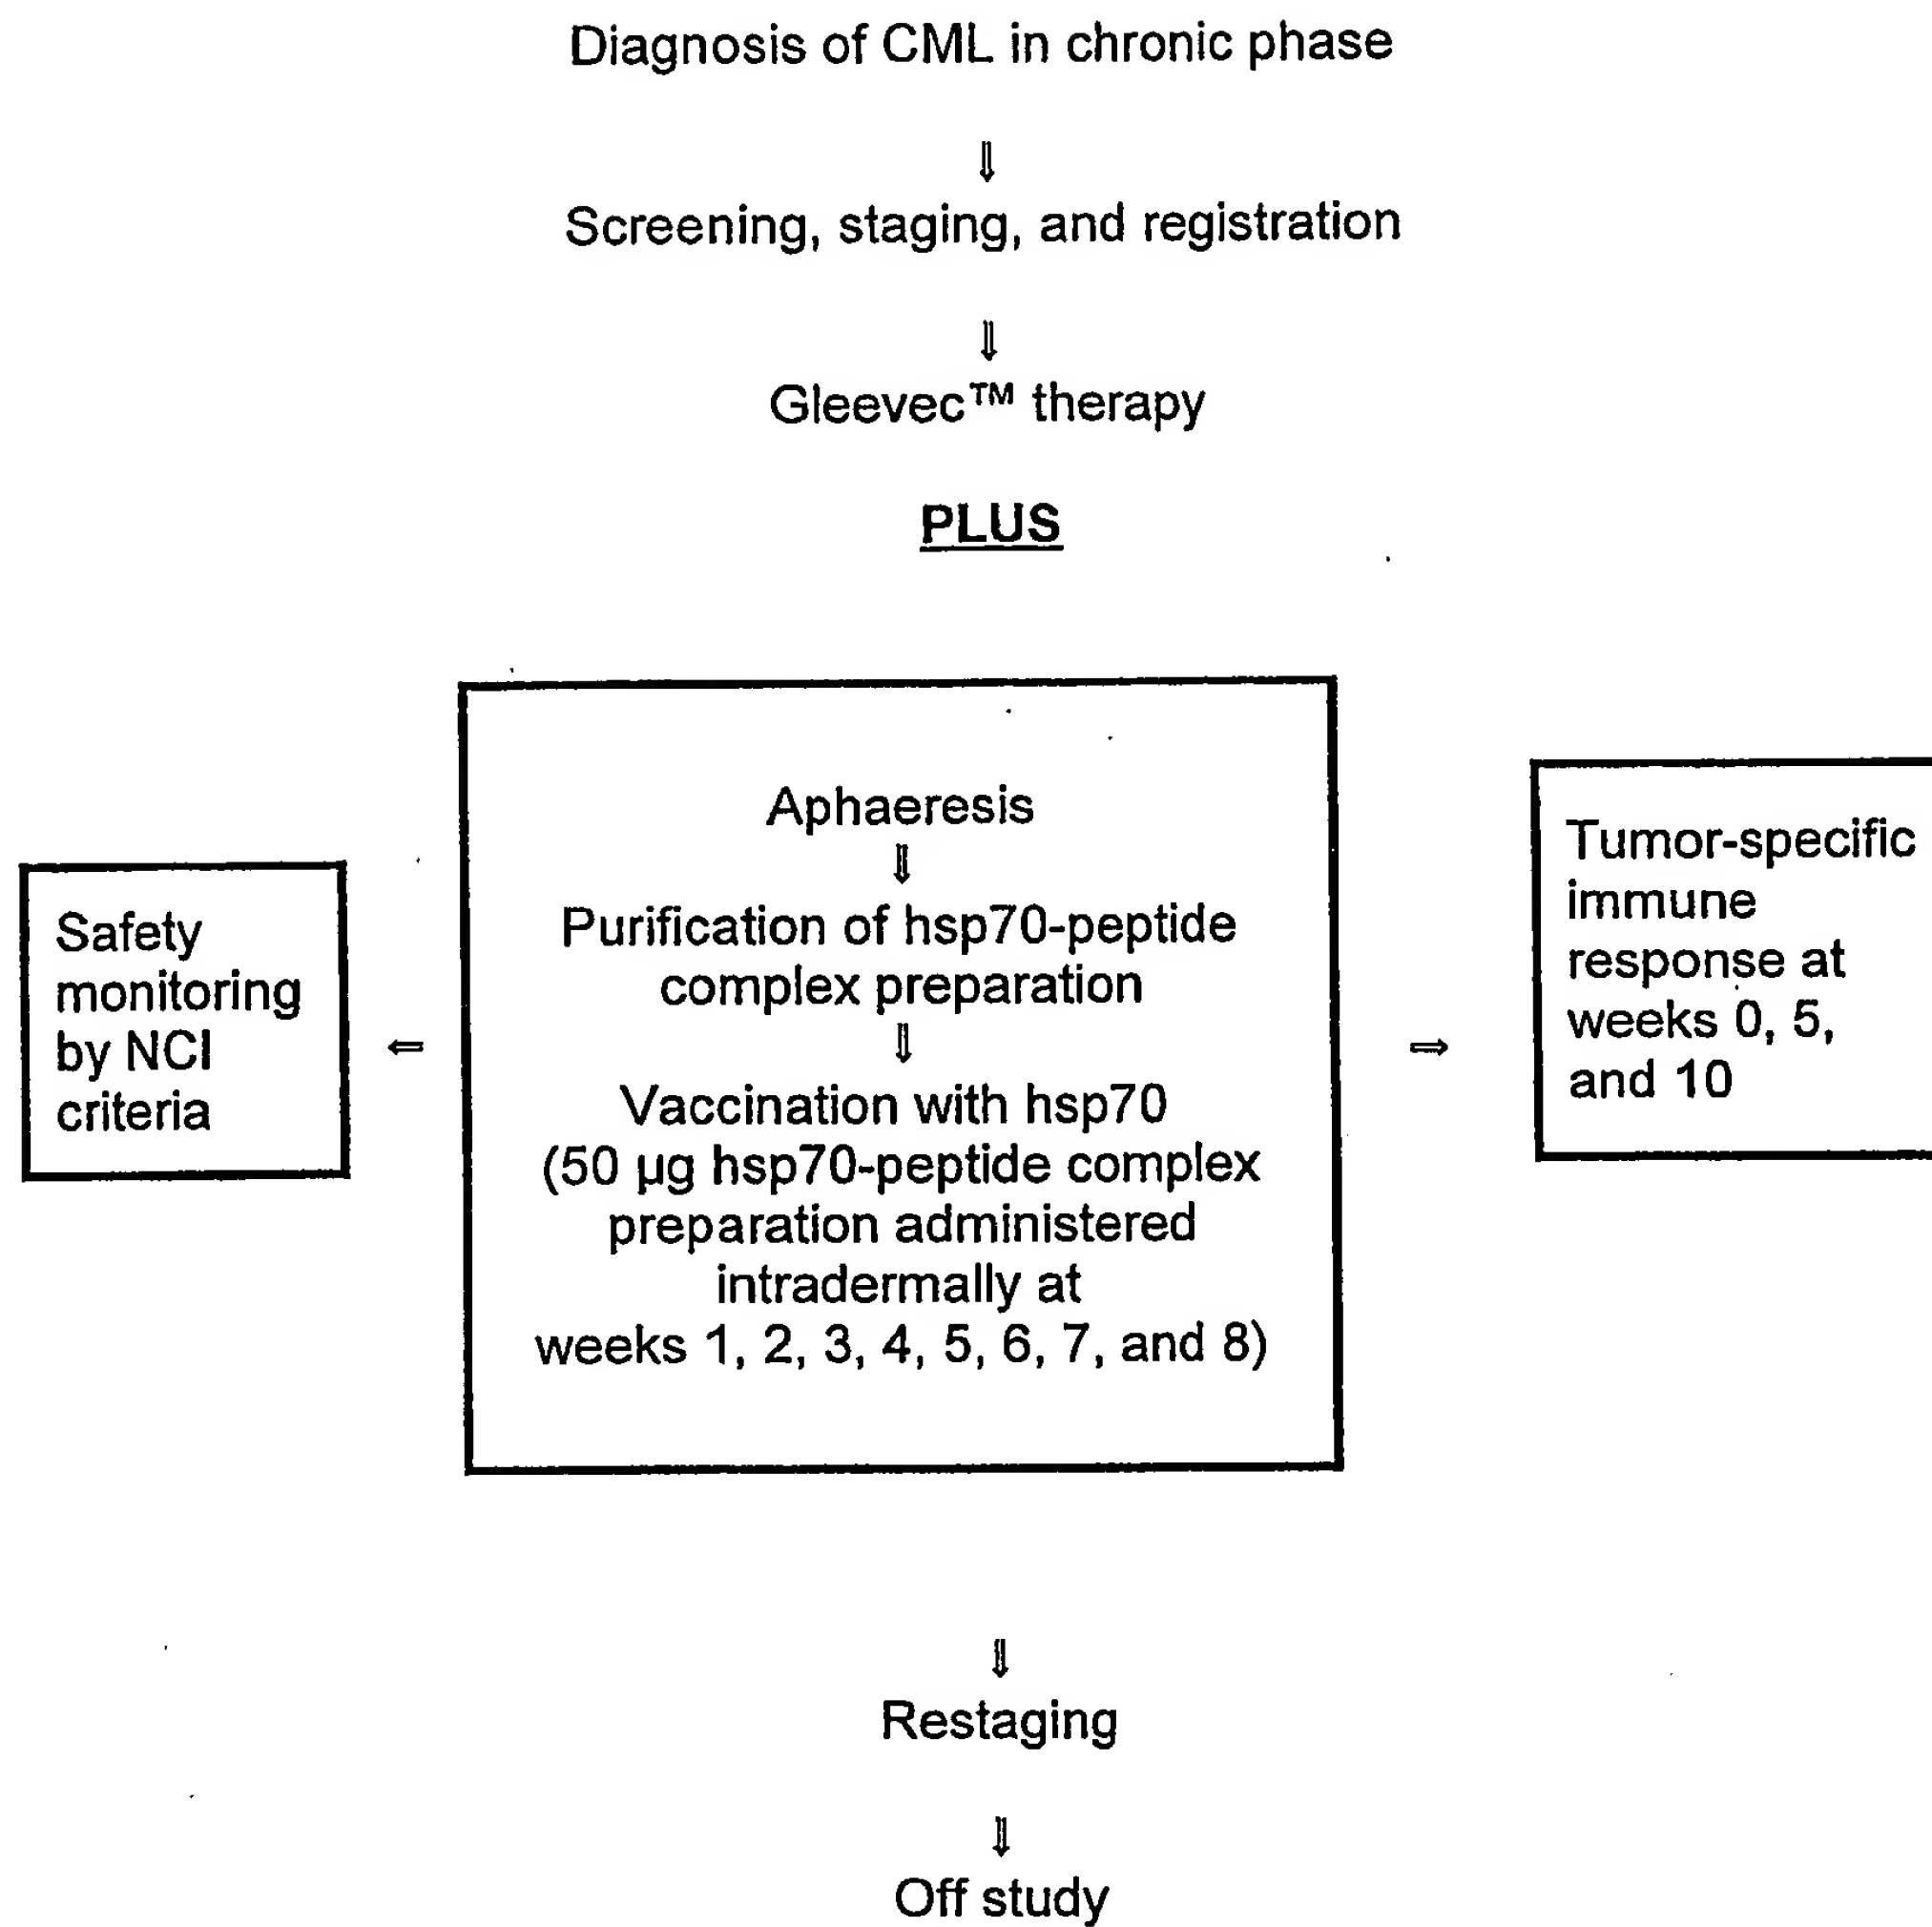 Diagnosis of CML in chronic phase
⇓
Screening, staging, and registration
⇓
Gleevec™ therapy
PLUS
Safety
monitoring
by NCI
criteria
⇐
Aphaeresis
⇓
Purification of hsp70-peptide
complex preparation
⇓
Vaccination with hsp70
(50 µg hsp70-peptide complex
preparation administered
intradermally at
weeks 1, 2, 3, 4, 5, 6, 7, and 8)
⇒
Tumor-specific
immune
response at
weeks 0, 5,
and 10
⇓
Restaging
⇓
Off study